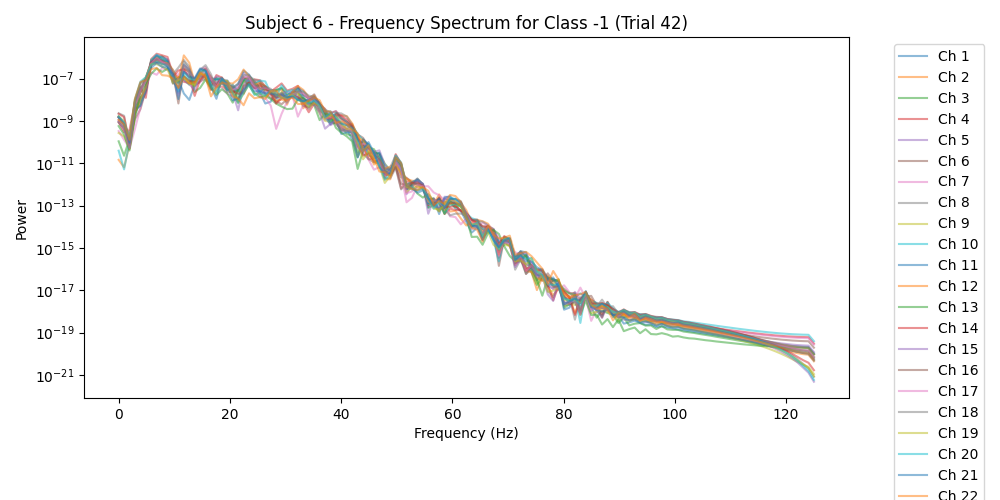 Subject 6 - Frequency Spectrum for Class -1 (Trial 42)
Power
10⁻⁷
10⁻⁹
10⁻¹¹
10⁻¹³
10⁻¹⁵
10⁻¹⁷
10⁻¹⁹
10⁻²¹
0 20 40 60 80 100 120
Frequency (Hz)
Ch 1
Ch 2
Ch 3
Ch 4
Ch 5
Ch 6
Ch 7
Ch 8
Ch 9
Ch 10
Ch 11
Ch 12
Ch 13
Ch 14
Ch 15
Ch 16
Ch 17
Ch 18
Ch 19
Ch 20
Ch 21
Ch 22